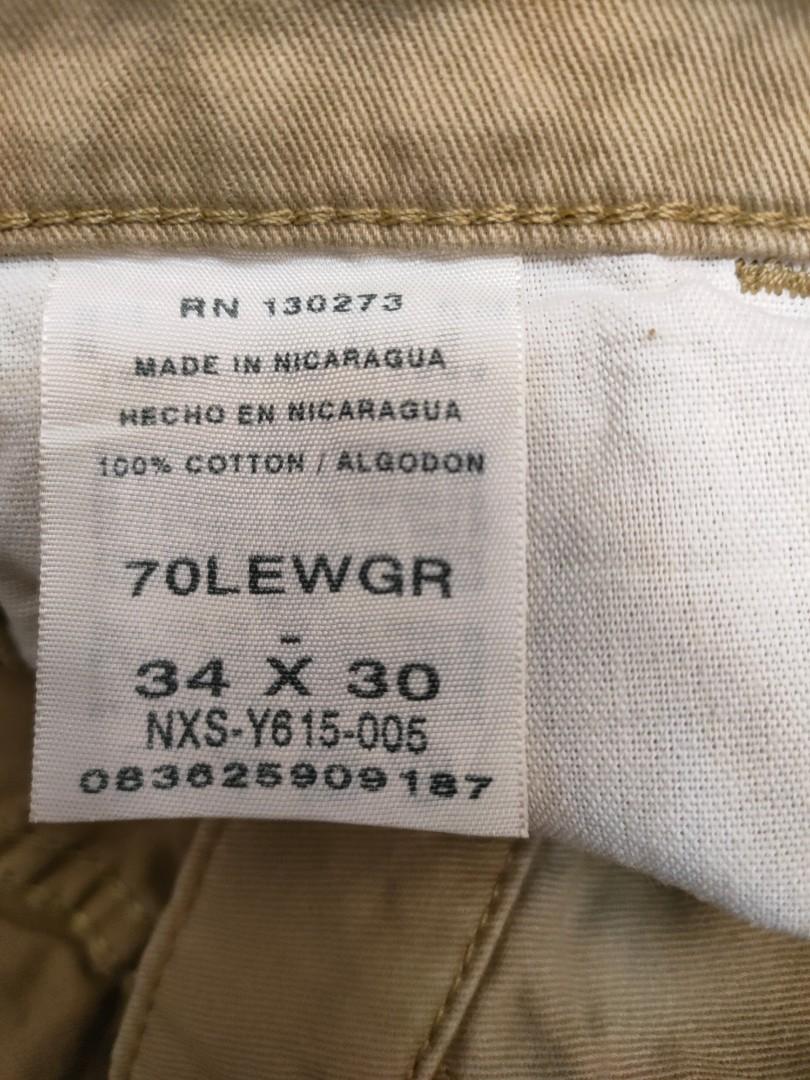 RN 130273
MADE IN NICARAGUA
HECHO EN NICARAGUA
100% COTTON / ALGODON
70LEWGR
-
34 X 30
NXS-Y615-005
083625909187